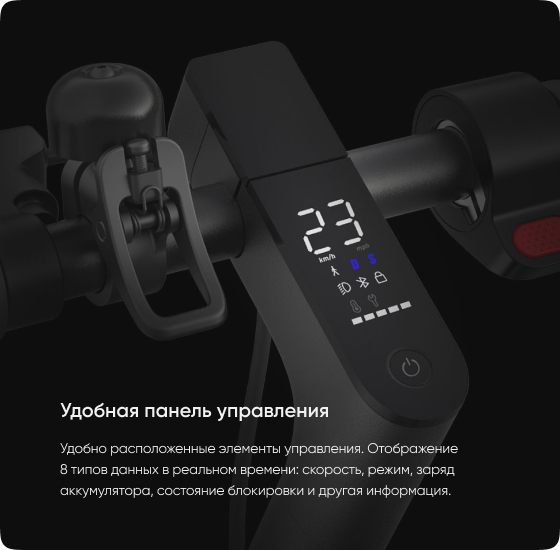 23
km/h mph
D S
Удобная панель управления
Удобно расположенные элементы управления. Отображение
8 типов данных в реальном времени: скорость, режим, заряд
аккумулятора, состояние блокировки и другая информация.